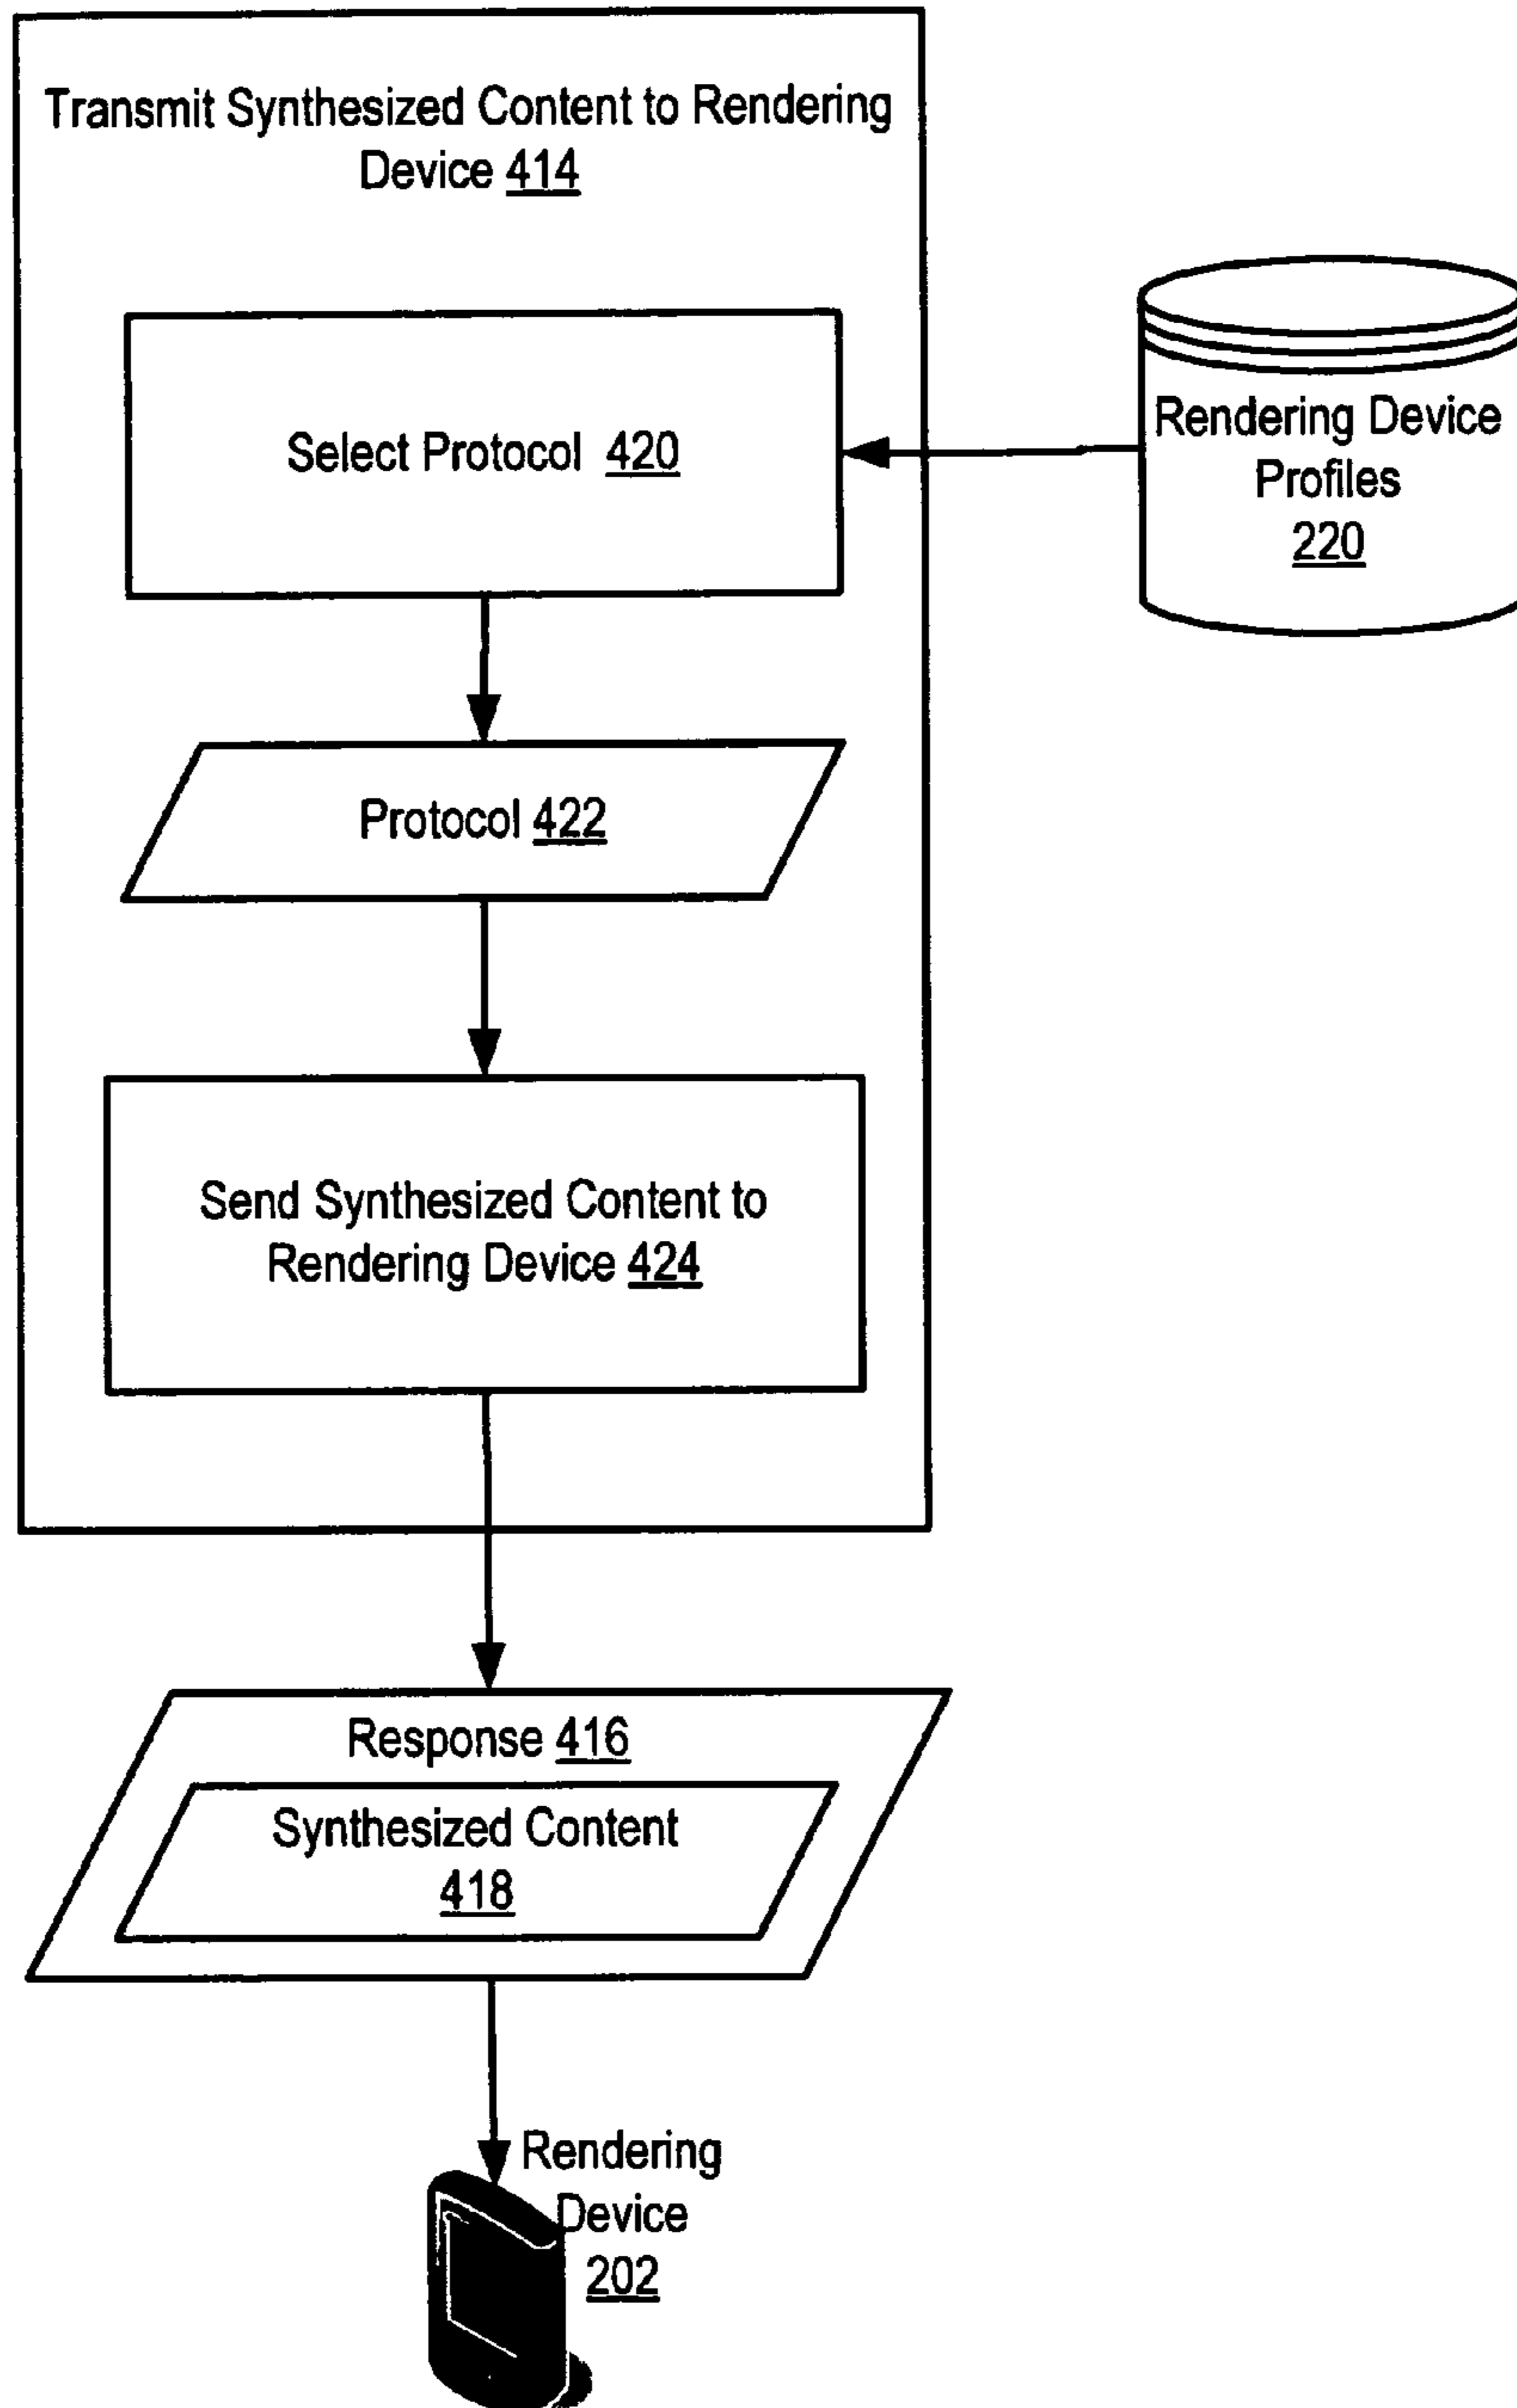 Transmit Synthesized Content to Rendering
Device 414
Select Protocol 420
Rendering Device
Profiles
220
Protocol 422
Send Synthesized Content to
Rendering Device 424
Response 416
Synthesized Content
418
Rendering
Device
202